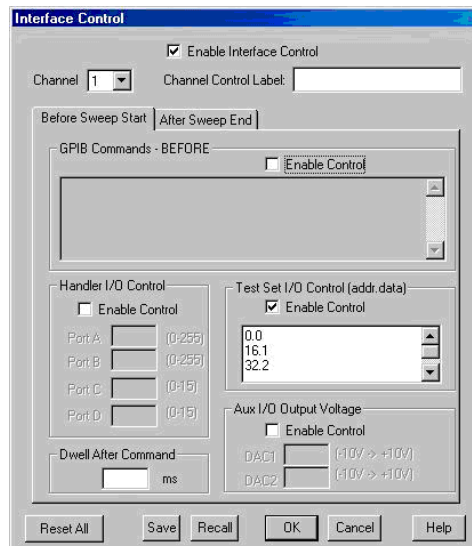 Interface Control
Enable Interface Control
Channel 1 Channel Control Label:
Before Sweep Start After Sweep End
GPIB Commands - BEFORE
Enable Control
Handler I/O Control
Enable Control
Port A (0-255)
Port B (0-255)
Port C (0-15)
Port D (0-15)
Test Set I/O Control (addr.data)
Enable Control
0.0
16.1
32.2
Aux I/O Output Voltage
Enable Control
DAC1 (-10V -> +10V)
DAC2 (-10V -> +10V)
Dwell After Command
ms
Reset All Save Recall OK Cancel Help